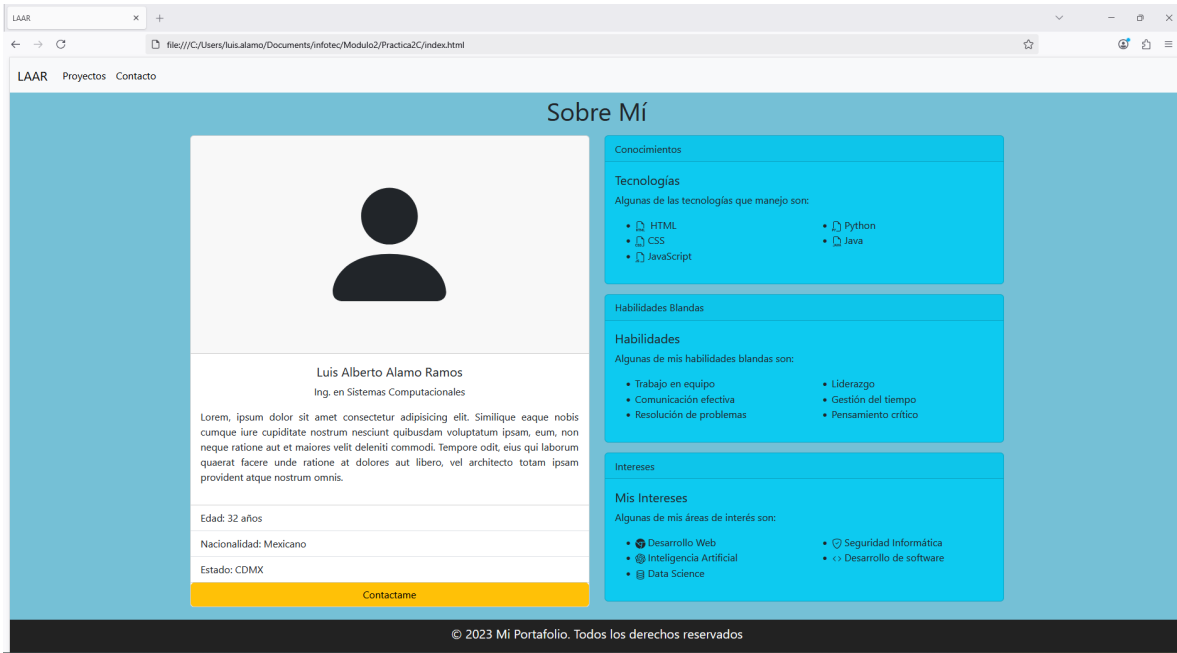 LAAR
file:///C:/Users/luis.alamo/Documents/infotec/Modulo2/Practica2C/index.html
LAAR Proyectos Contacto
Sobre Mí
Luis Alberto Alamo Ramos
Ing. en Sistemas Computacionales
Lorem, ipsum dolor sit amet consectetur adipisicing elit. Similique eaque nobis
cumque iure cupiditate nostrum nesciunt quibusdam voluptatum ipsam, eum, non
neque ratione aut et maiores velit deleniti commodi. Tempore odit, eius qui laborum
quaerat facere unde ratione at dolores aut libero, vel architecto totam ipsam
provident atque nostrum omnis.
Edad: 32 años
Nacionalidad: Mexicano
Estado: CDMX
Contactame
Conocimientos
Tecnologías
Algunas de las tecnologías que manejo son:
HTML
CSS
JavaScript
Python
Java
Habilidades Blandas
Habilidades
Algunas de mis habilidades blandas son:
Trabajo en equipo
Comunicación efectiva
Resolución de problemas
Liderazgo
Gestión del tiempo
Pensamiento crítico
Intereses
Mis Intereses
Algunas de mis áreas de interés son:
Desarrollo Web
Inteligencia Artificial
Data Science
Seguridad Informática
Desarrollo de software
© 2023 Mi Portafolio. Todos los derechos reservados